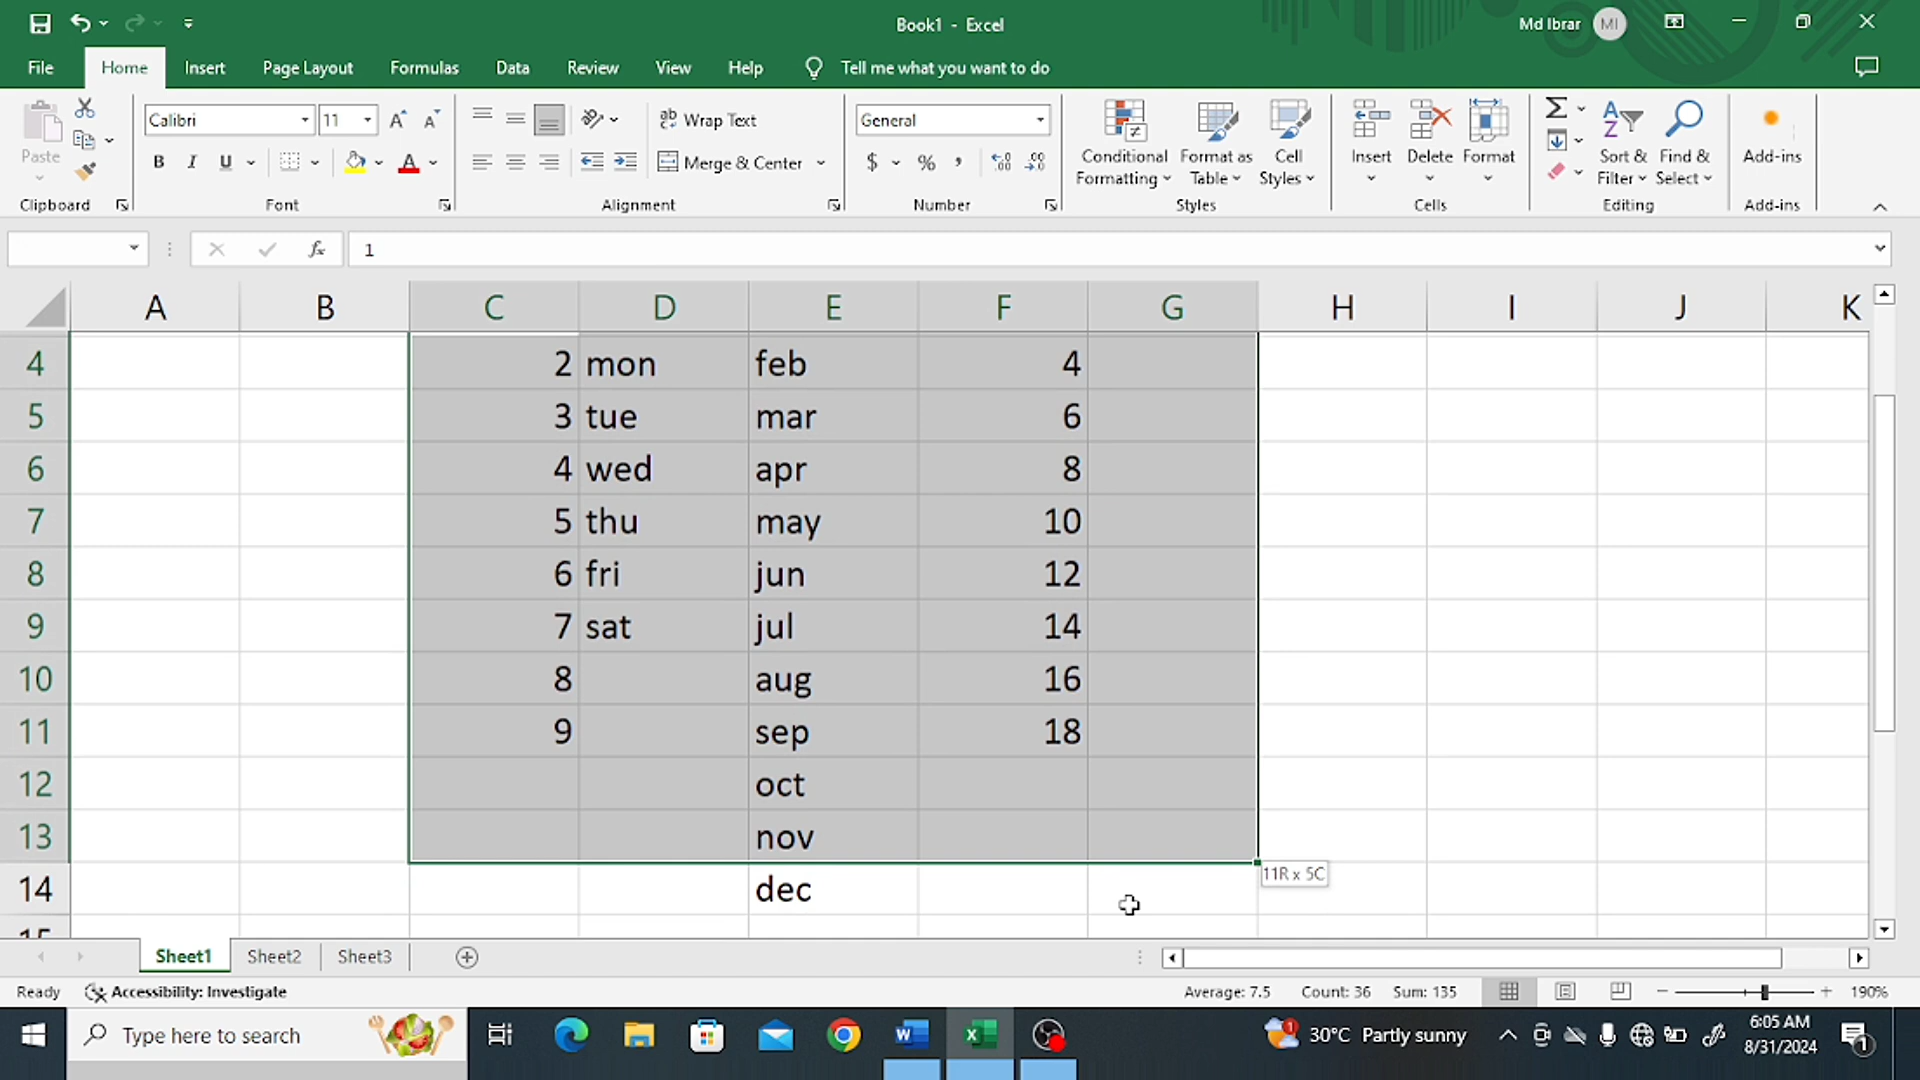 Book1 - Excel
Md Ibrar MI
File Home Insert Page Layout Formulas Data Review View Help Tell me what you want to do
Paste
Calibri 11
B I U A
Wrap Text
Merge & Center
General
$ % ,
Conditional Formatting
Format as Table
Cell Styles
Insert Delete Format
Sort & Filter
Find & Select
Add-ins
Clipboard Font Alignment Number Styles Cells Editing Add-ins
fx 1
A B C D E F G H I J K
4 2 mon feb 4
5 3 tue mar 6
6 4 wed apr 8
7 5 thu may 10
8 6 fri jun 12
9 7 sat jul 14
10 8 aug 16
11 9 sep 18
12 oct
13 nov
11R x 5C
14 dec
15
Sheet1 Sheet2 Sheet3
Ready Accessibility: Investigate Average: 7.5 Count: 36 Sum: 135 190%
Type here to search
30°C Partly sunny
6:05 AM
8/31/2024
1